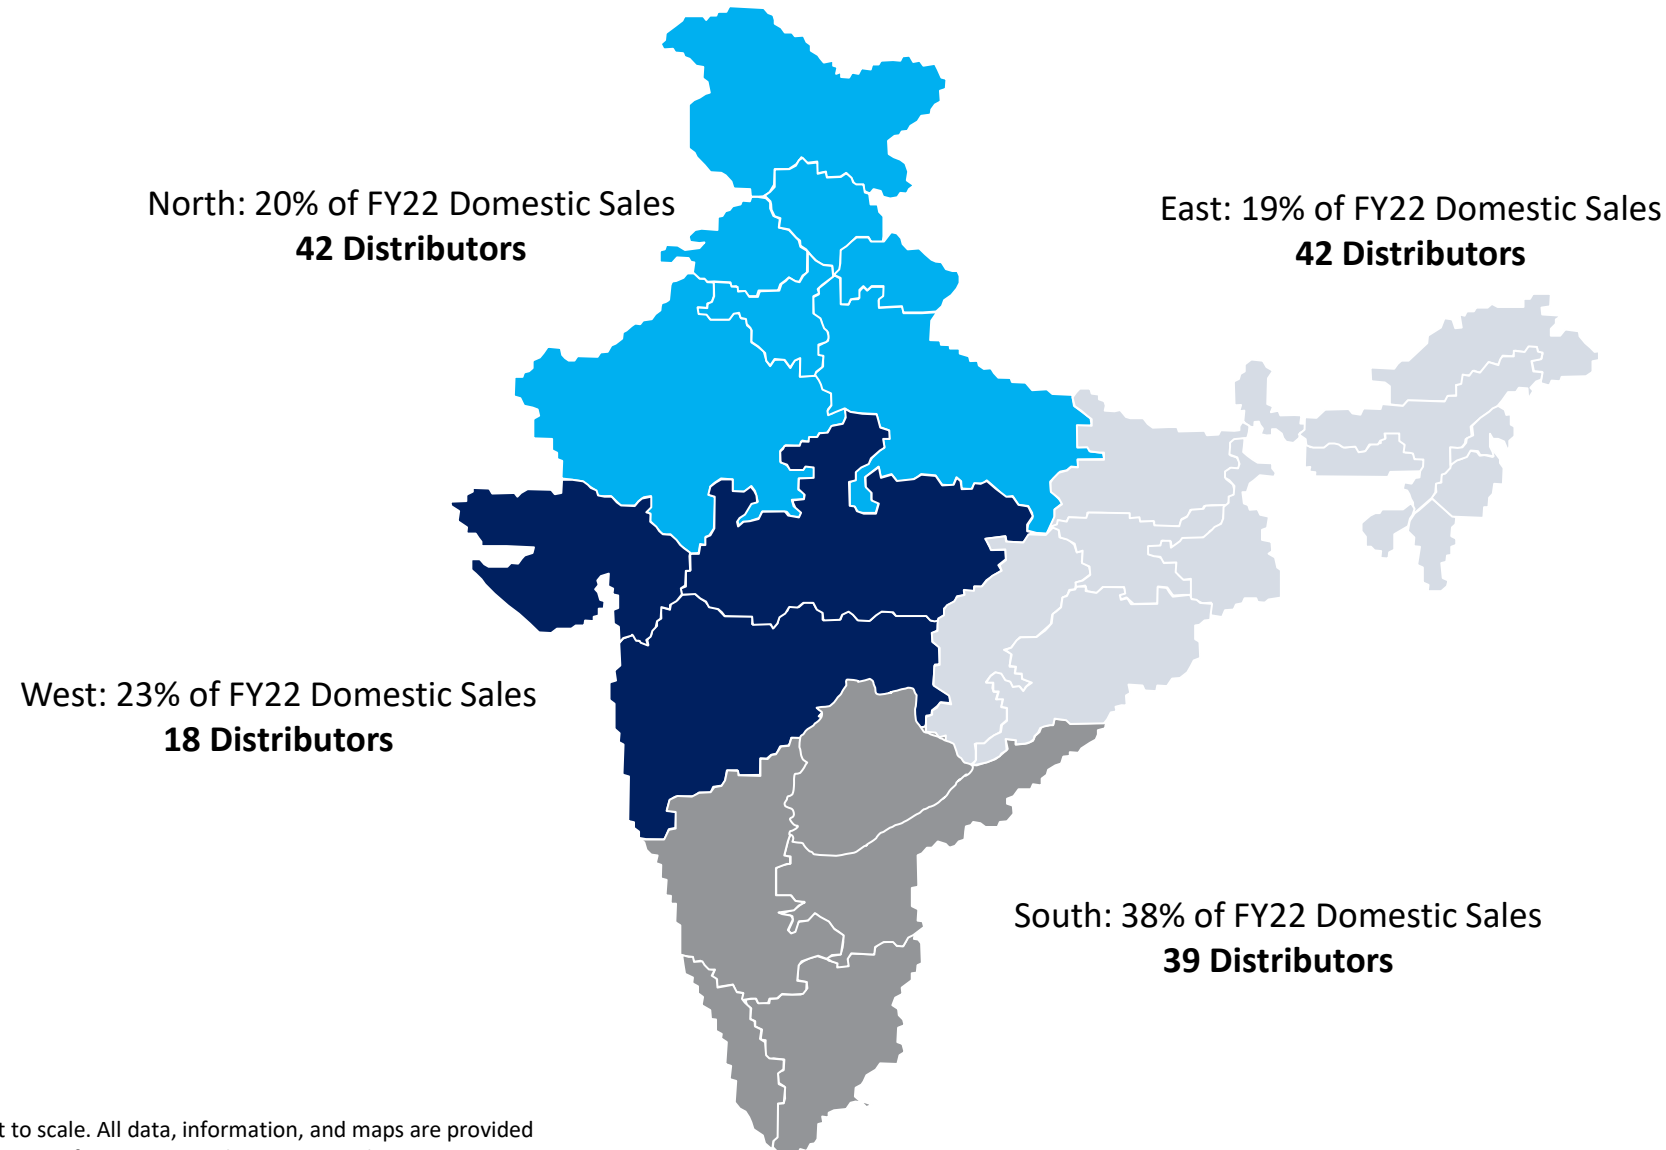 North: 20% of FY22 Domestic Sales
42 Distributors
East: 19% of FY22 Domestic Sales
42 Distributors
West: 23% of FY22 Domestic Sales
18 Distributors
South: 38% of FY22 Domestic Sales
39 Distributors
to scale. All data, information, and maps are provided